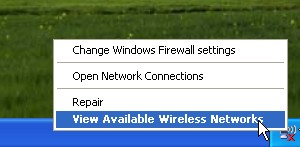 Change Windows Firewall settings
Open Network Connections
Repair
View Available Wireless Networks